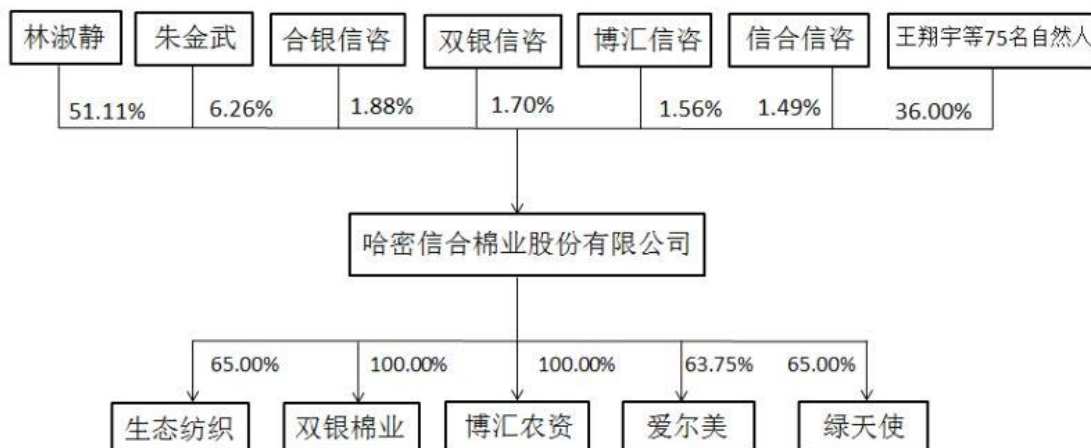 林淑静 朱金武 合银信咨 双银信咨 博汇信咨 信合信咨 王翔宇等75名自然人
51.11% 6.26% 1.88% 1.70% 1.56% 1.49% 36.00%
哈密信合棉业股份有限公司
65.00% 100.00% 100.00% 63.75% 65.00%
生态纺织 双银棉业 博汇农资 爱尔美 绿天使